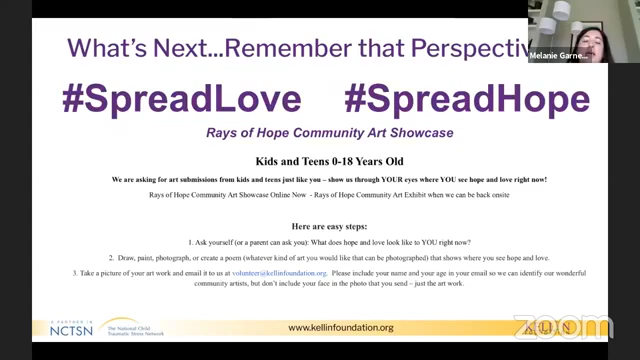 What's Next...Remember that Perspectiv
Melanie Garne...
#SpreadLove #SpreadHope
Rays of Hope Community Art Showcase
Kids and Teens 0-18 Years Old
We are asking for art submissions from kids and teens just like you – show us through YOUR eyes where YOU see hope and love right now!
Rays of Hope Community Art Showcase Online Now - Rays of Hope Community Art Exhibit when we can be back onsite
Here are easy steps:
1. Ask yourself (or a parent can ask you): What does hope and love look like to YOU right now?
2. Draw, paint, photograph, or create a poem (whatever kind of art you would like that can be photographed) that shows where you see hope and love.
3. Take a picture of your art work and email it to us at volunteer@kellinfoundation.org. Please include your name and your age in your email so we can identify our wonderful
community artists, but don't include your face in the photo that you send – just the art work.
A PARTNER IN
NCTSN
The National Child
Traumatic Stress Network
www.kellinfoundation.org
KELLIN
zoom